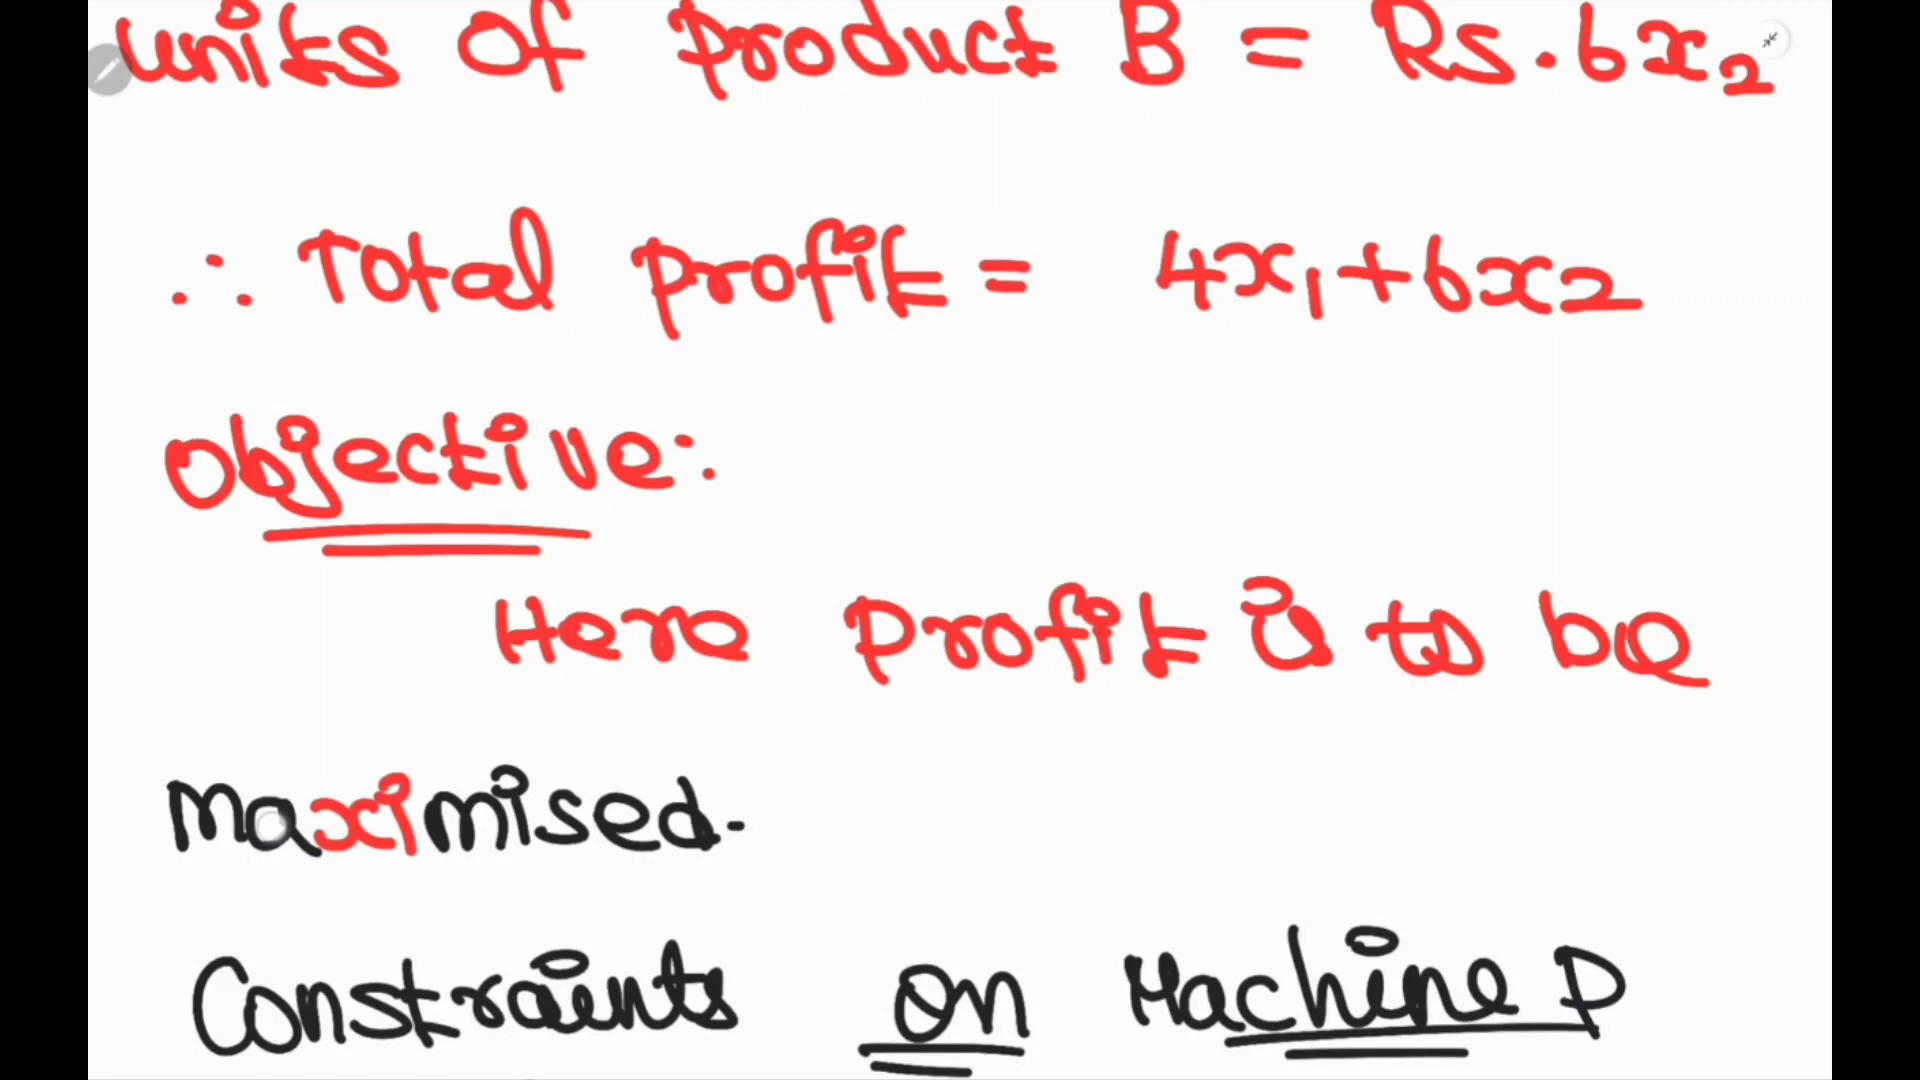 units of product B = Rs. 6x₂
∴ Total profit = 4x₁+6x₂
Objective:
Here profit is to be
maximised.
Constraints on Machine P